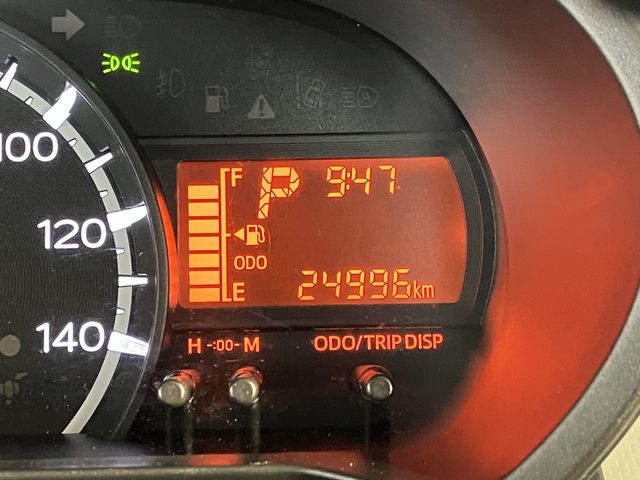 100
120
140
F
P 9:47
ODO
E 24996km
H -:00- M
ODO/TRIP DISP